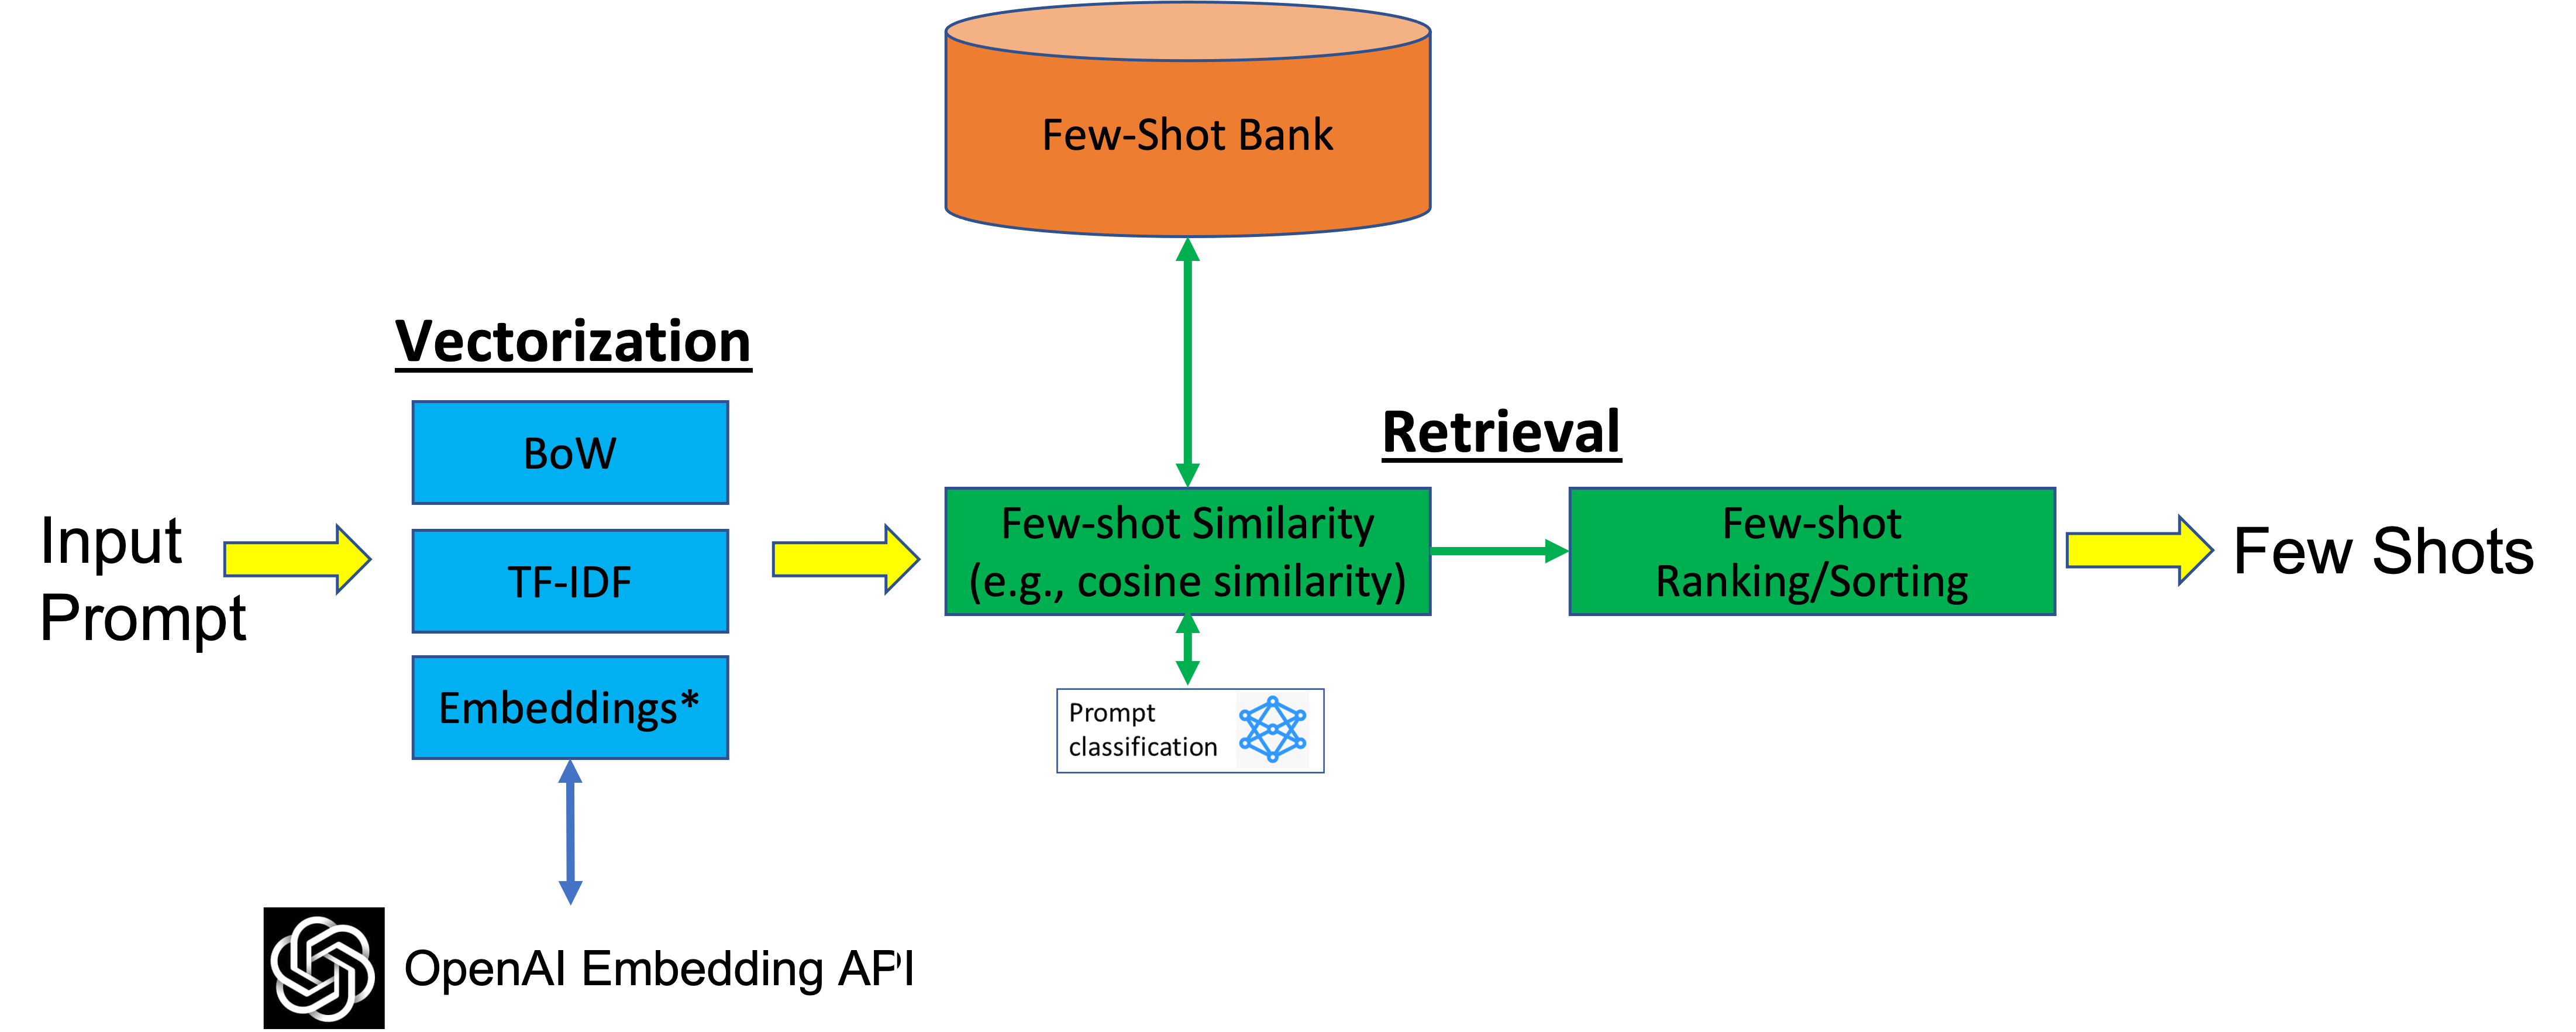 Few-Shot Bank
Vectorization
BoW
TF-IDF
Embeddings*
Input
Prompt
Retrieval
Few-shot Similarity
(e.g., cosine similarity)
Few-shot
Ranking/Sorting
Few Shots
Prompt
classification
OpenAI Embedding API